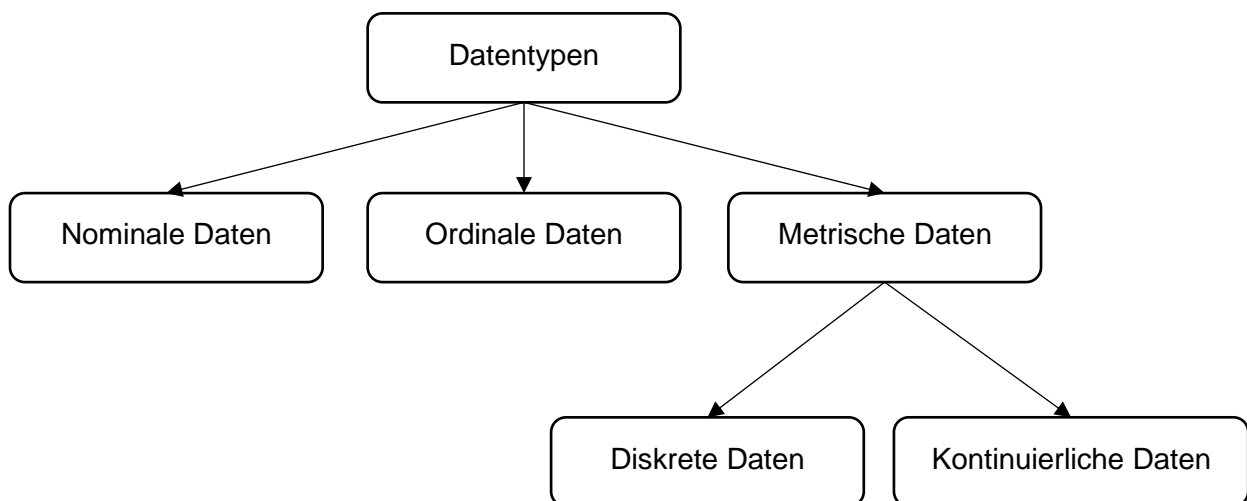 Datentypen
Nominale Daten
Ordinale Daten
Metrische Daten
Diskrete Daten
Kontinuierliche Daten